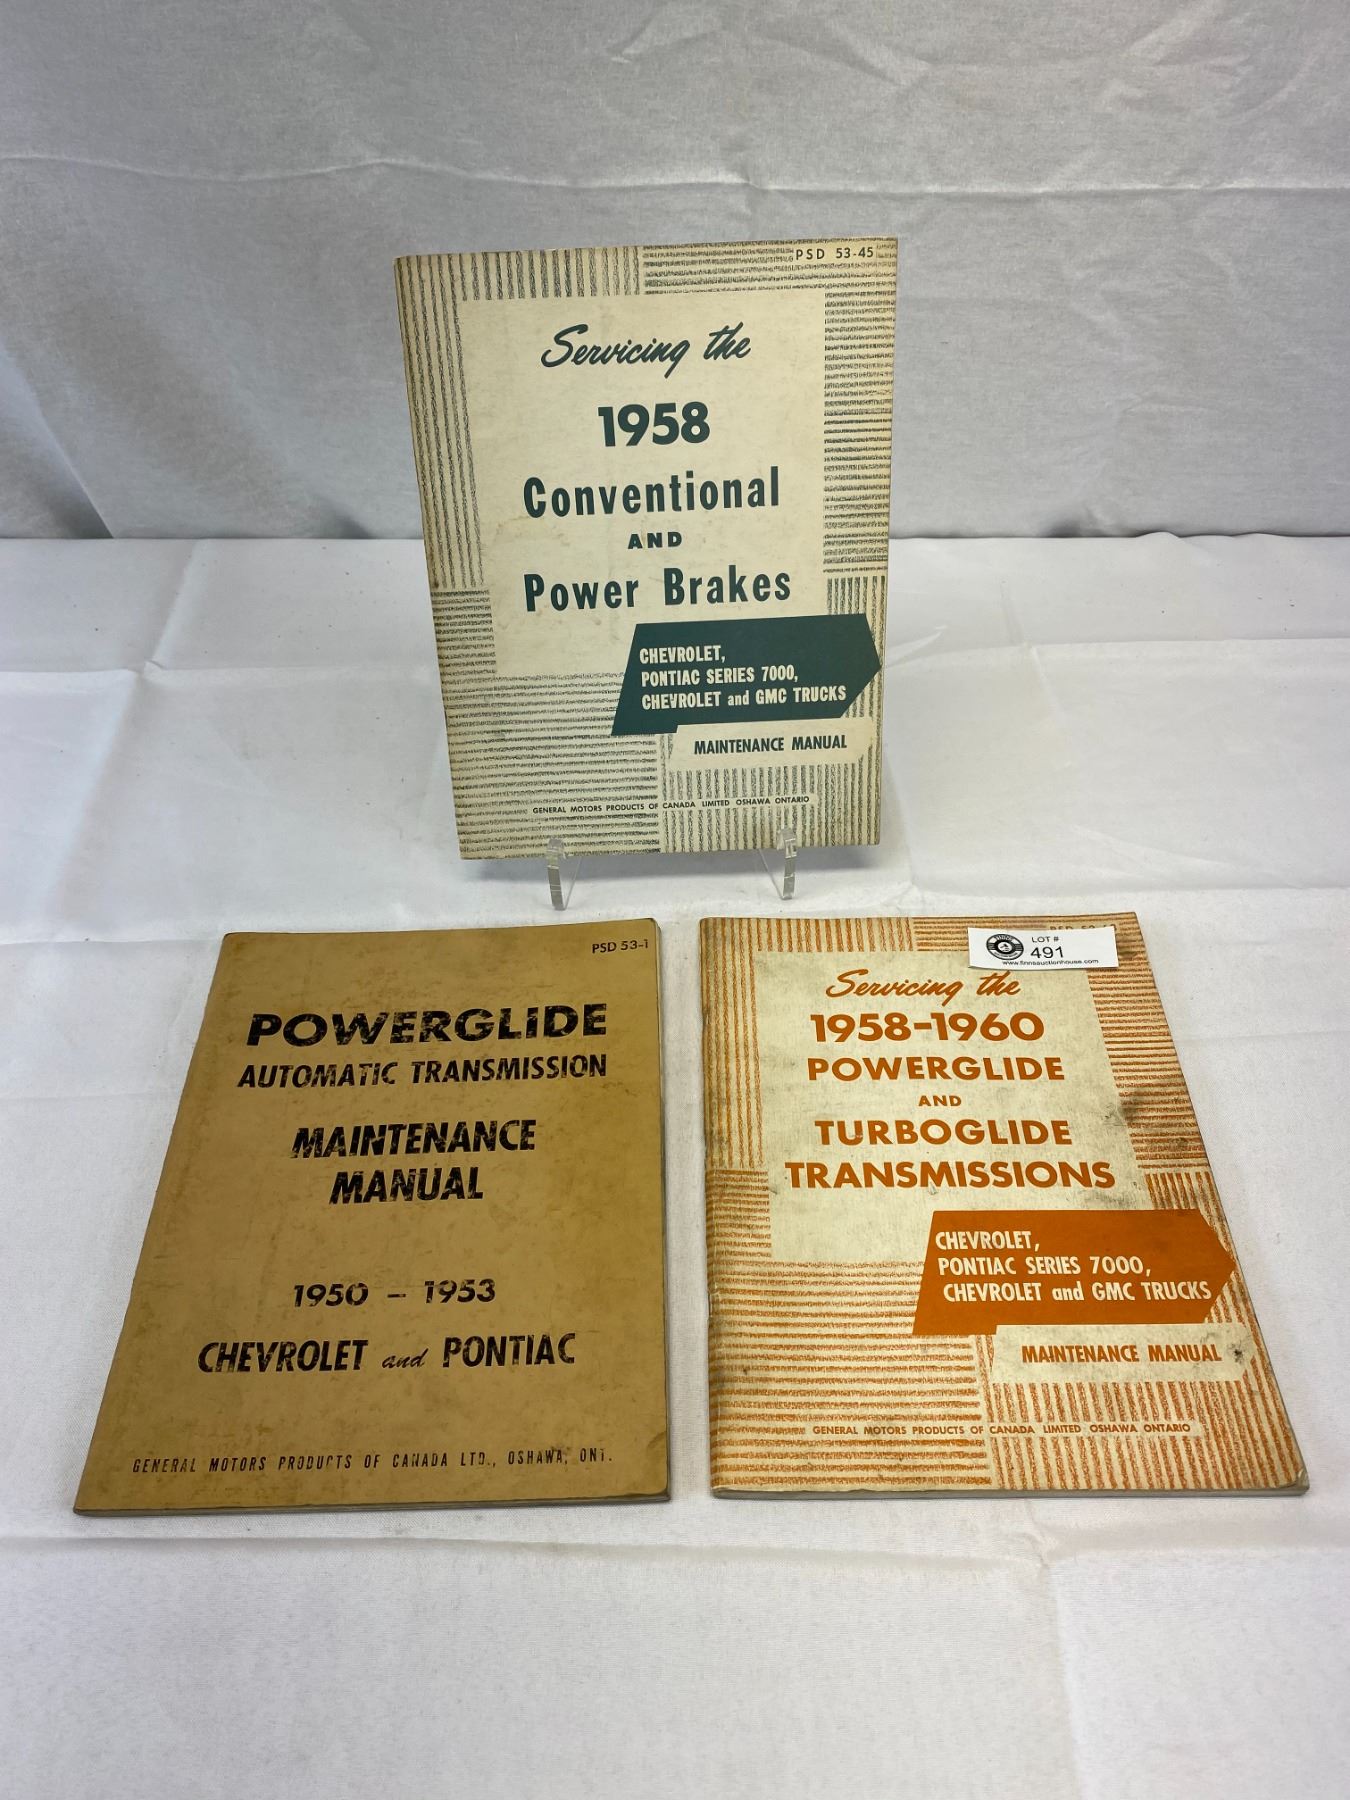 PSD 53-45
Servicing the
1958
Conventional
AND
Power Brakes
CHEVROLET,
PONTIAC SERIES 7000,
CHEVROLET and GMC TRUCKS
MAINTENANCE MANUAL
GENERAL MOTORS PRODUCTS OF CANADA LIMITED OSHAWA ONTARIO
PSD 53-1
POWERGLIDE
AUTOMATIC TRANSMISSION
MAINTENANCE
MANUAL
1950 - 1953
CHEVROLET and PONTIAC
GENERAL MOTORS PRODUCTS OF CANADA LTD., OSHAWA, ONT.
LOT #
491
www.finnsauctionhouse.com
Servicing the
1958-1960
POWERGLIDE
AND
TURBOGLIDE
TRANSMISSIONS
CHEVROLET,
PONTIAC SERIES 7000,
CHEVROLET and GMC TRUCKS
MAINTENANCE MANUAL
GENERAL MOTORS PRODUCTS OF CANADA LIMITED OSHAWA ONTARIO